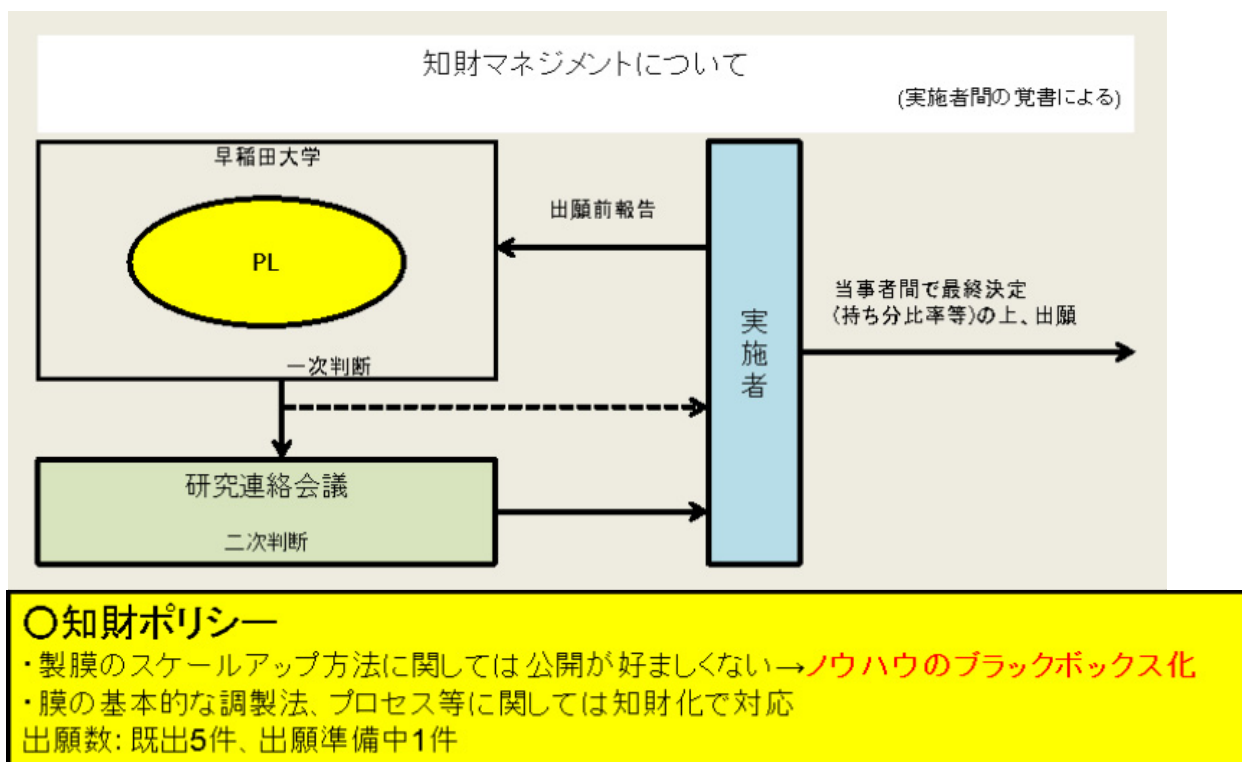 知財マネジメントについて
(実施者間の覚書による)
早稲田大学
PL
一次判断
出願前報告
実施者
当事者間で最終決定
(持ち分比率等)の上、出願
研究連絡会議
二次判断
〇知財ポリシー
・製膜のスケールアップ方法に関しては公開が好ましくない→ノウハウのブラックボックス化
・膜の基本的な調製法、プロセス等に関しては知財化で対応
出願数：既出5件、出願準備中1件